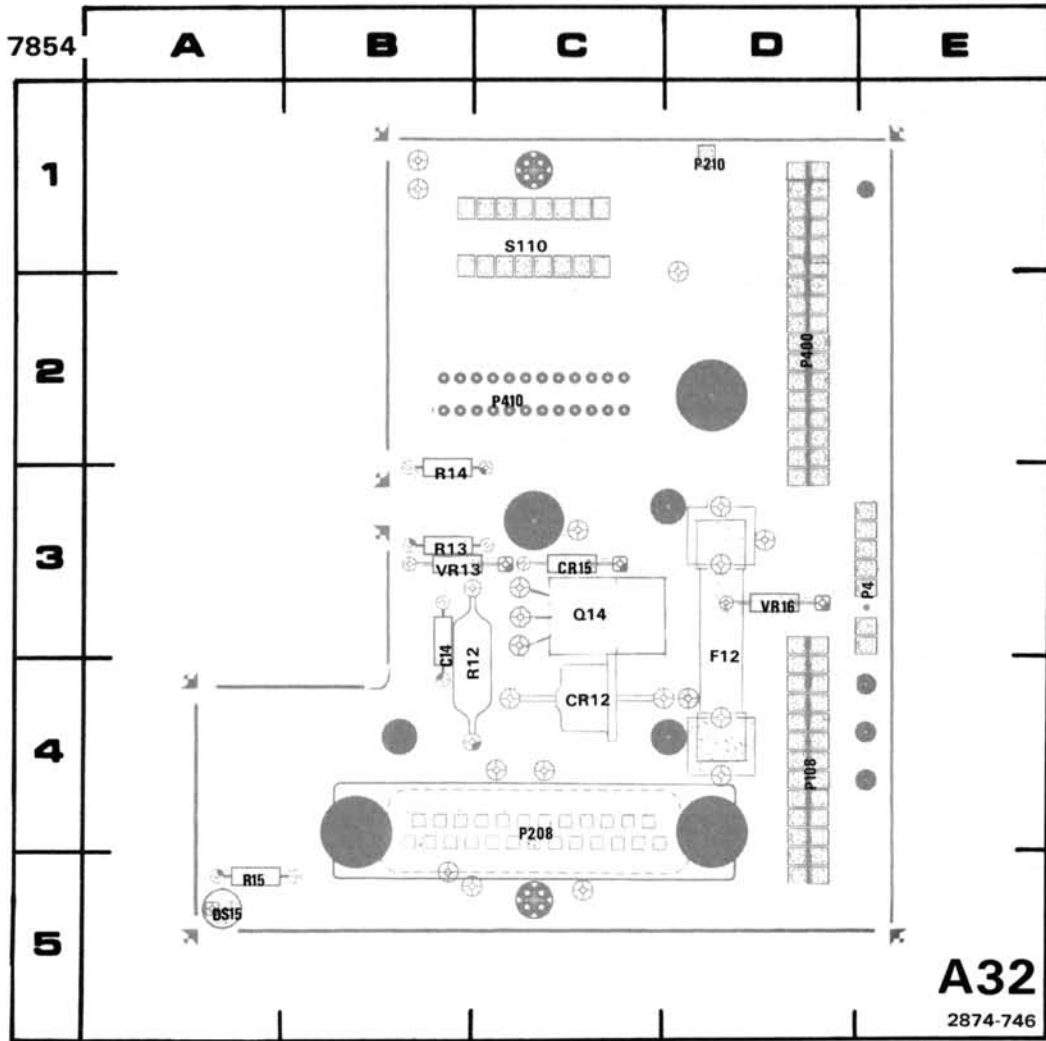 7854 A B C D E
1
P210
S110
2
P400
P410
R14
3
R13
VR13 CR15
P4
VR16
Q14
C14
R12
F12
CR12
4
P108
P208
R15
DS15
5
A32
2874-746